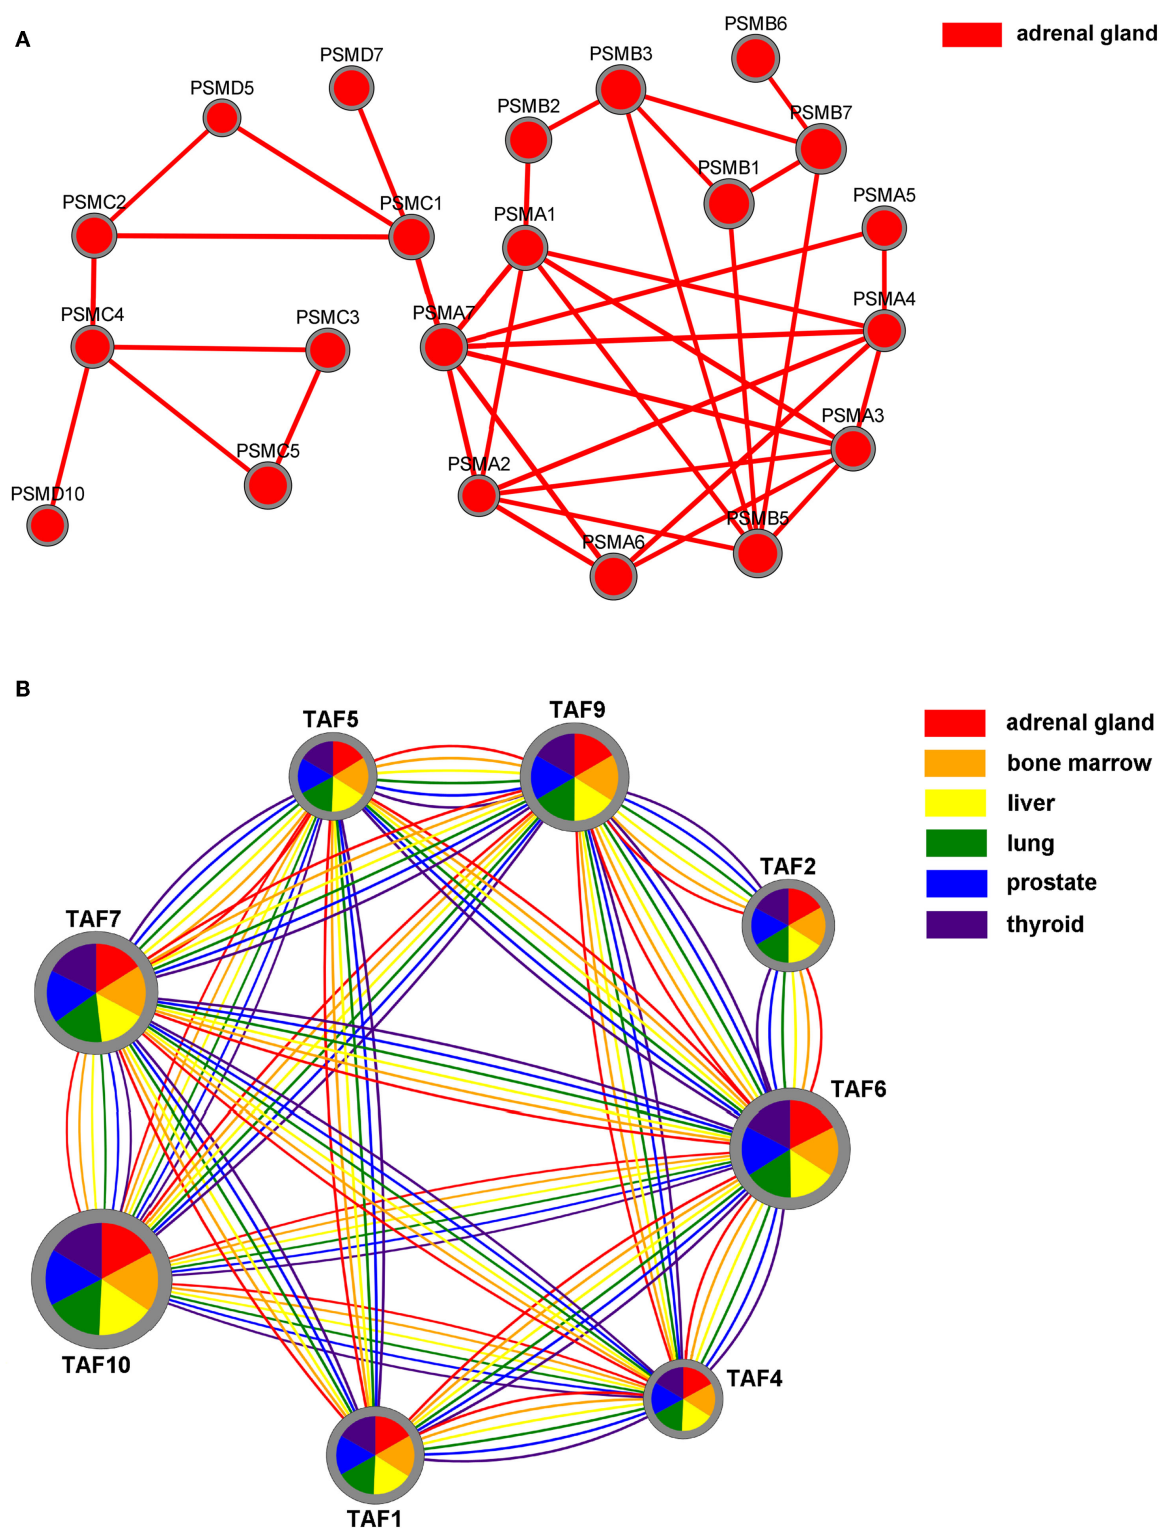 A
adrenal gland
PSMB6
PSMD7
PSMB3
PSMD5
PSMB2
PSMB7
PSMB1
PSMA5
PSMC2
PSMC1
PSMA1
PSMA4
PSMC4
PSMC3
PSMA7
PSMA3
PSMC5
PSMA2
PSMD10
PSMB5
PSMA6
B
TAF5
TAF9
adrenal gland
bone marrow
liver
lung
prostate
thyroid
TAF2
TAF7
TAF6
TAF10
TAF4
TAF1